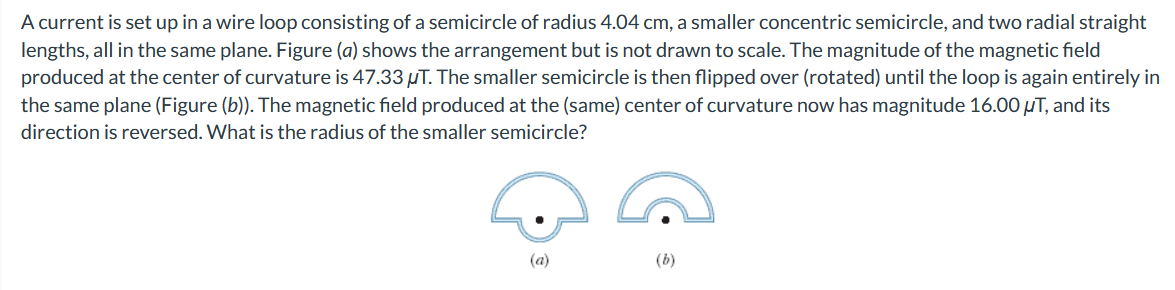 A current is set up in a wire loop consisting of a semicircle of radius 4.04 cm, a smaller concentric semicircle, and two radial straight
lengths, all in the same plane. Figure (a) shows the arrangement but is not drawn to scale. The magnitude of the magnetic field
produced at the center of curvature is 47.33 μT. The smaller semicircle is then flipped over (rotated) until the loop is again entirely in
the same plane (Figure (b)). The magnetic field produced at the (same) center of curvature now has magnitude 16.00 μT, and its
direction is reversed. What is the radius of the smaller semicircle?
(a) (b)